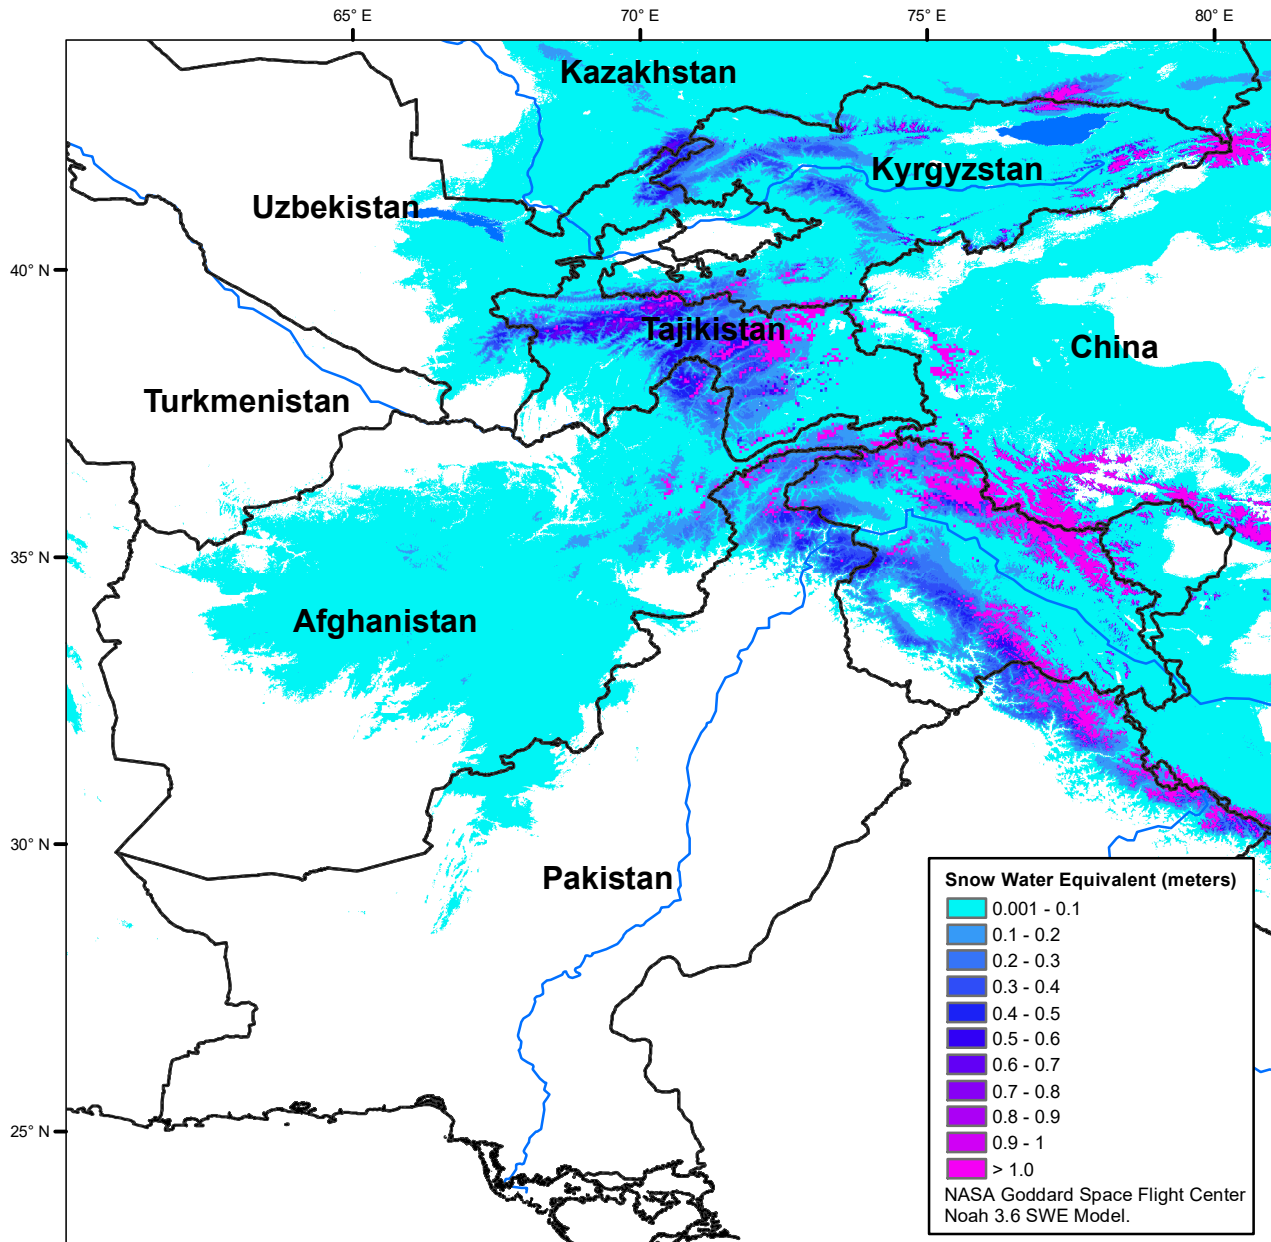 65° E
70° E
75° E
80° E
Kazakhstan
Kyrgyzstan
Uzbekistan
40° N
Tajikistan
China
Turkmenistan
35° N
Afghanistan
30° N
Pakistan
25° N
Snow Water Equivalent (meters)
0.001 - 0.1
0.1 - 0.2
0.2 - 0.3
0.3 - 0.4
0.4 - 0.5
0.5 - 0.6
0.6 - 0.7
0.7 - 0.8
0.8 - 0.9
0.9 - 1
> 1.0
NASA Goddard Space Flight Center
Noah 3.6 SWE Model.